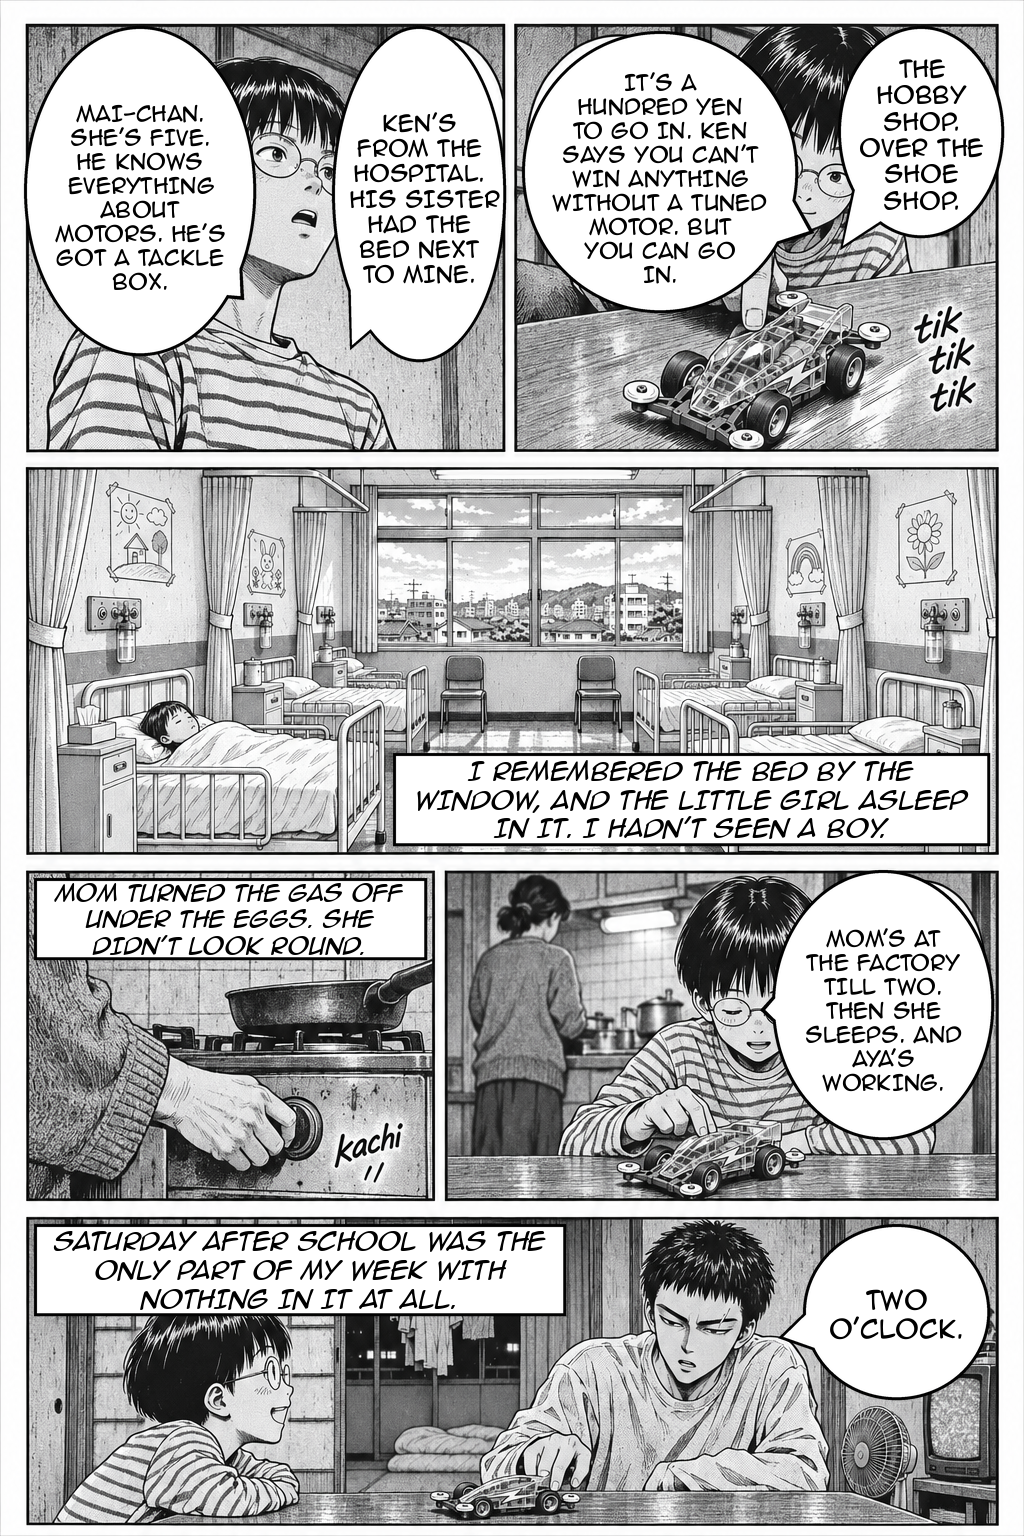 MAI-CHAN.
SHE'S FIVE.
HE KNOWS
EVERYTHING
ABOUT
MOTORS. HE'S
GOT A TACKLE
BOX.
KEN'S
FROM THE
HOSPITAL.
HIS SISTER
HAD THE
BED NEXT
TO MINE.
IT'S A
HUNDRED YEN
TO GO IN. KEN
SAYS YOU CAN'T
WIN ANYTHING
WITHOUT A TUNED
MOTOR. BUT
YOU CAN GO
IN.
THE
HOBBY
SHOP.
OVER THE
SHOE
SHOP.
tik
tik
tik
I REMEMBERED THE BED BY THE
WINDOW, AND THE LITTLE GIRL ASLEEP
IN IT. I HADN'T SEEN A BOY.
MOM TURNED THE GAS OFF
UNDER THE EGGS. SHE
DIDN'T LOOK ROUND.
kachi
MOM'S AT
THE FACTORY
TILL TWO.
THEN SHE
SLEEPS. AND
AYA'S
WORKING.
SATURDAY AFTER SCHOOL WAS THE
ONLY PART OF MY WEEK WITH
NOTHING IN IT AT ALL.
TWO
O'CLOCK.